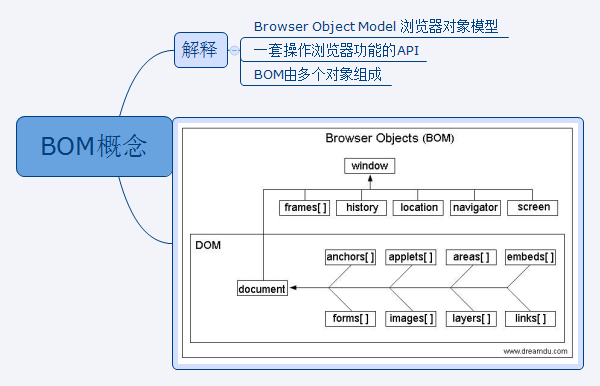 BOM概念
解释
Browser Object Model 浏览器对象模型
一套操作浏览器功能的API
BOM由多个对象组成
Browser Objects (BOM)
window
frames[ ] history location navigator screen
DOM
anchors[ ] applets[ ] areas[ ] embeds[ ]
document
forms[ ] images[ ] layers[ ] links[ ]
www.dreamdu.com